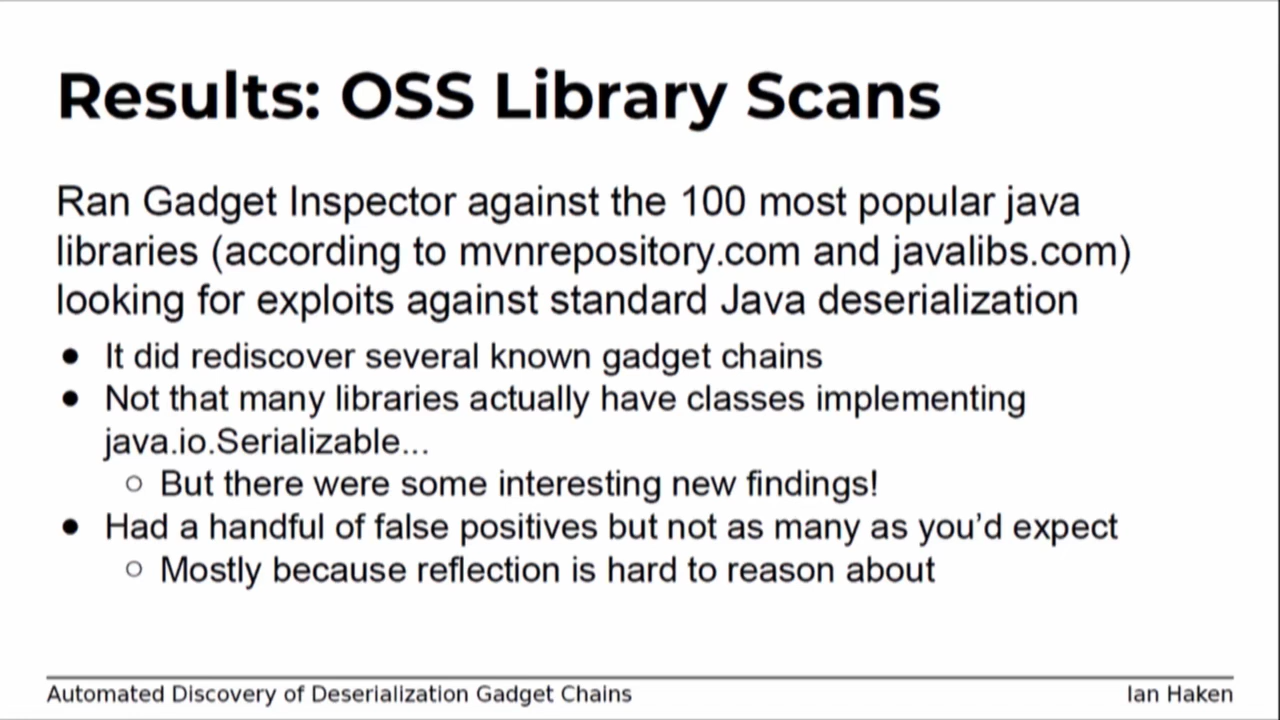 Results: OSS Library Scans
Ran Gadget Inspector against the 100 most popular java
libraries (according to mvnrepository.com and javalibs.com)
looking for exploits against standard Java deserialization
● It did rediscover several known gadget chains
● Not that many libraries actually have classes implementing
java.io.Serializable...
○ But there were some interesting new findings!
● Had a handful of false positives but not as many as you’d expect
○ Mostly because reflection is hard to reason about
Automated Discovery of Deserialization Gadget Chains
Ian Haken